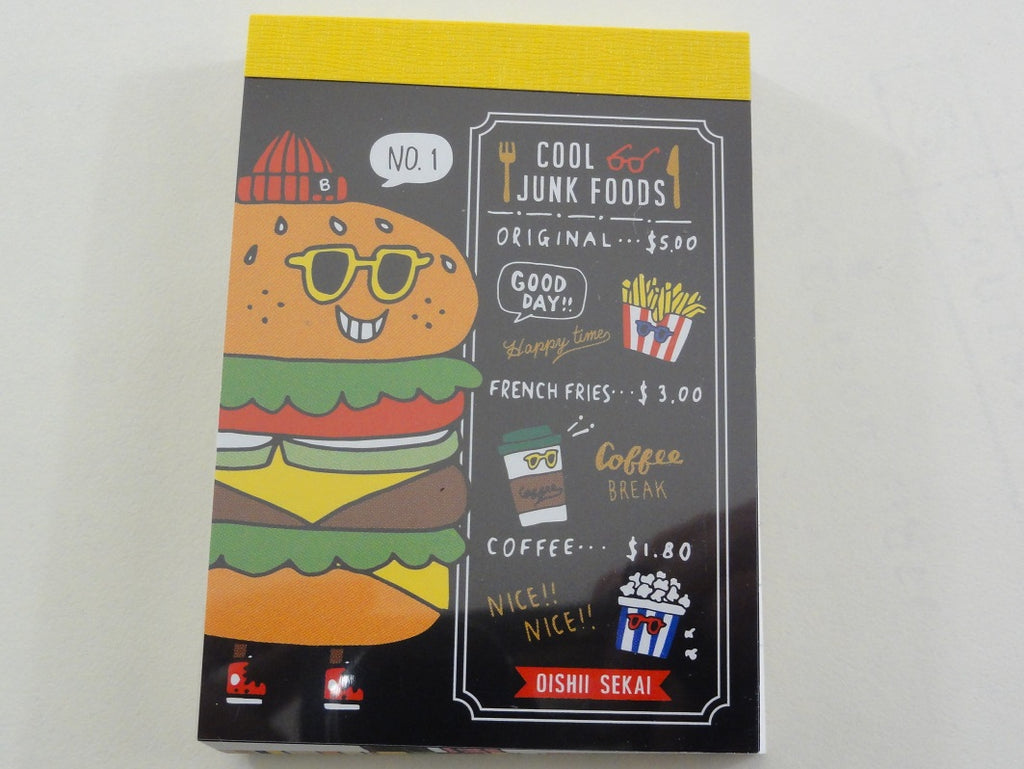 B
NO. 1
COOL
JUNK FOODS
ORIGINAL...$5.00
GOOD
DAY!!
Happy time
FRENCH FRIES...$ 3.00
Coffee
Coffee
BREAK
COFFEE... $1.80
NICE!!
NICE!!
OISHII SEKAI